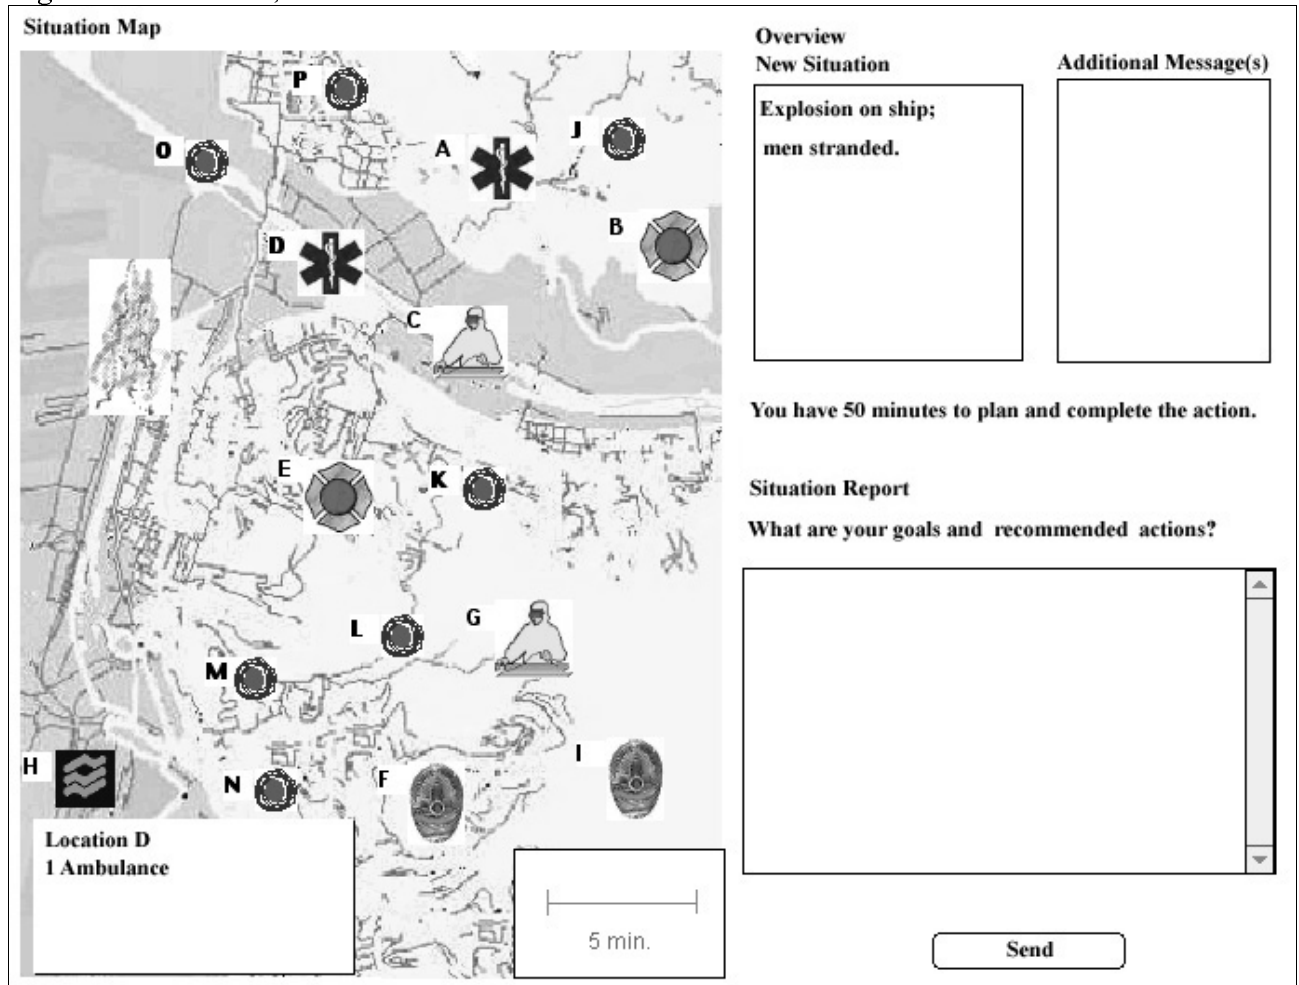 Situation Map
P
A
J
O
B
D
C
E
K
L
G
M
H
N
F
I
Location D
1 Ambulance
5 min.
Overview
New Situation
Additional Message(s)
Explosion on ship;
men stranded.
You have 50 minutes to plan and complete the action.
Situation Report
What are your goals and recommended actions?
Send